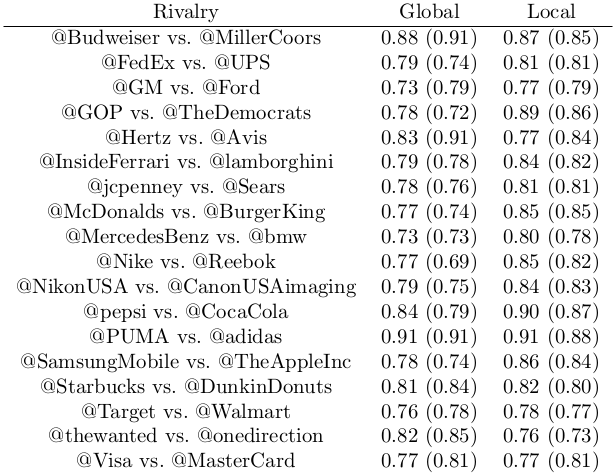 Rivalry Global Local
@Budweiser vs. @MillerCoors 0.88 (0.91) 0.87 (0.85)
@FedEx vs. @UPS 0.79 (0.74) 0.81 (0.81)
@GM vs. @Ford 0.73 (0.79) 0.77 (0.79)
@GOP vs. @TheDemocrats 0.78 (0.72) 0.89 (0.86)
@Hertz vs. @Avis 0.83 (0.91) 0.77 (0.84)
@InsideFerrari vs. @lamborghini 0.79 (0.78) 0.84 (0.82)
@jcpenney vs. @Sears 0.78 (0.76) 0.81 (0.81)
@McDonalds vs. @BurgerKing 0.77 (0.74) 0.85 (0.85)
@MercedesBenz vs. @bmw 0.73 (0.73) 0.80 (0.78)
@Nike vs. @Reebok 0.77 (0.69) 0.85 (0.82)
@NikonUSA vs. @CanonUSAimaging 0.79 (0.75) 0.84 (0.83)
@pepsi vs. @CocaCola 0.84 (0.79) 0.90 (0.87)
@PUMA vs. @adidas 0.91 (0.91) 0.91 (0.88)
@SamsungMobile vs. @TheAppleInc 0.78 (0.74) 0.86 (0.84)
@Starbucks vs. @DunkinDonuts 0.81 (0.84) 0.82 (0.80)
@Target vs. @Walmart 0.76 (0.78) 0.78 (0.77)
@thewanted vs. @onedirection 0.82 (0.85) 0.76 (0.73)
@Visa vs. @MasterCard 0.77 (0.81) 0.77 (0.81)